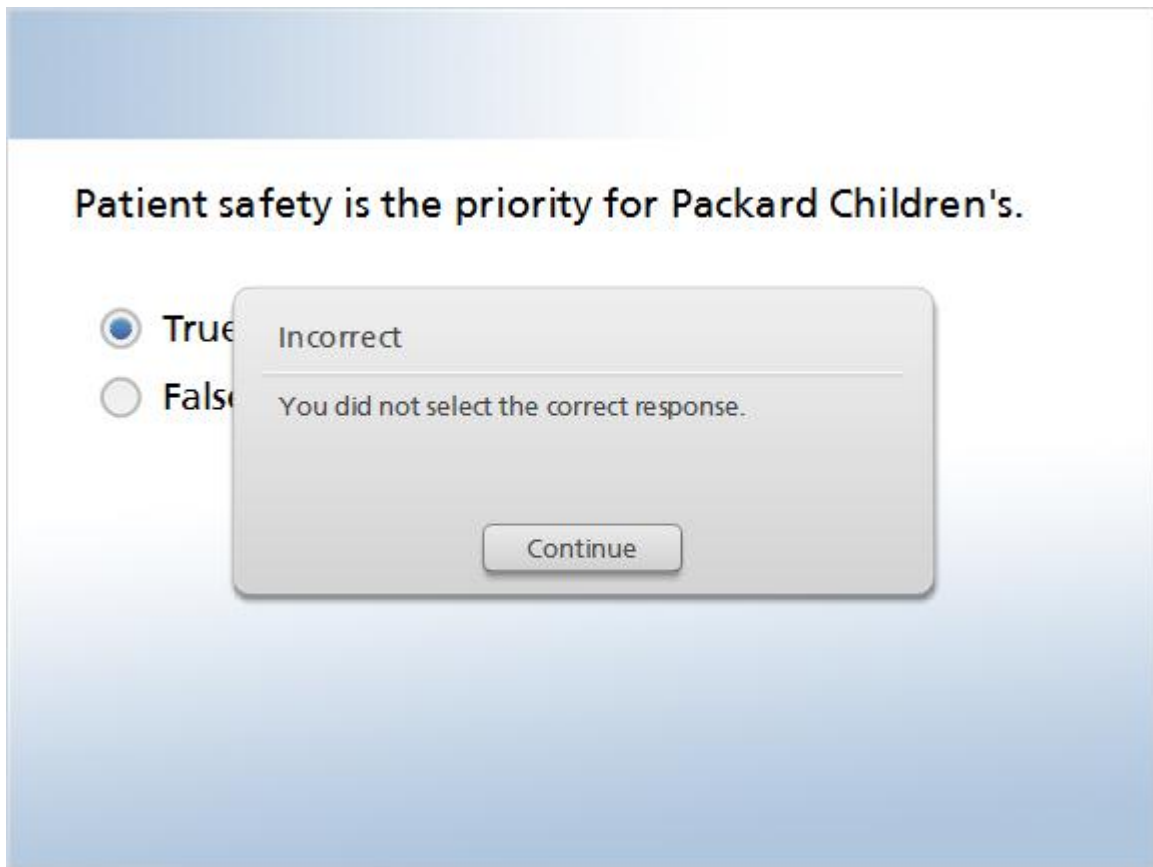 Patient safety is the priority for Packard Children's.
True
Incorrect
False
You did not select the correct response.
Continue